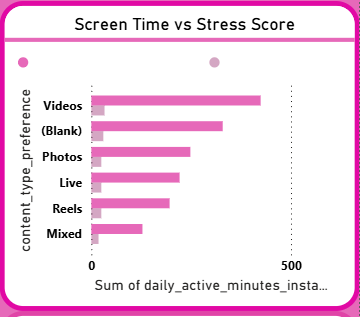 Screen Time vs Stress Score
content_type_preference
Videos
(Blank)
Photos
Live
Reels
Mixed
0
500
Sum of daily_active_minutes_insta...